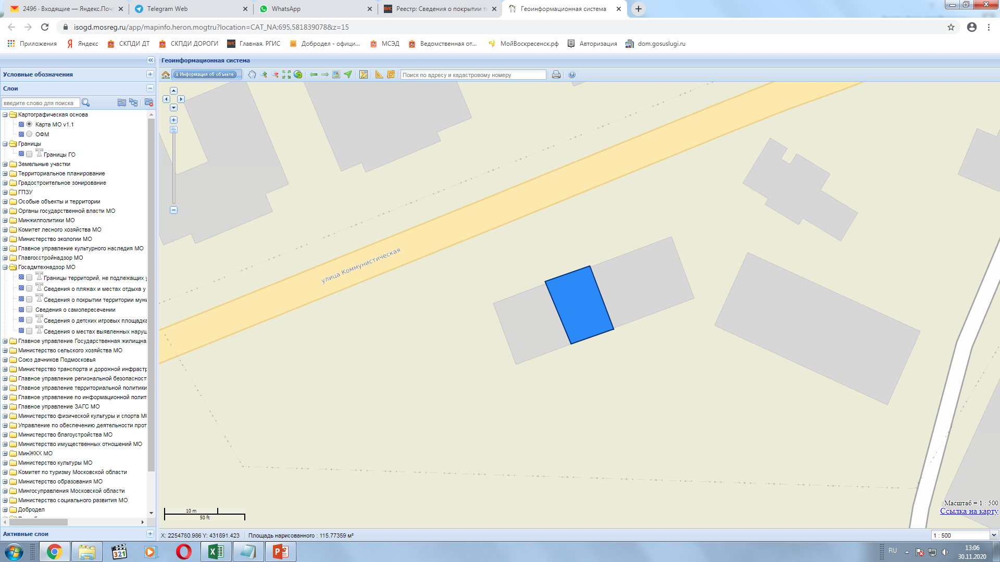 2496 · Входящие — Яндекс.Поч
Telegram Web
WhatsApp
Реестр: Сведения о покрытии т
Геоинформационная система
isogd.mosreg.ru/app/mapinfo.heron.mogtru?location=CAT_NA:695,581839078&z=15
Приложения
Яндекс
СКПДИ ДТ
СКПДИ ДОРОГИ
Главная. РГИС
Добродел - офици...
МСЭД
Ведомственная от...
МойВоскресенск.рф
Авторизация
dom.gosuslugi.ru
Геоинформационная система
Условные обозначения
Информация об объекте
Поиск по адресу и кадастровому номеру
Слои
введите слово для поиска
Картографическая основа
Карта МО v1.1
ОФМ
Границы
Границы ГО
Земельные участки
Территориальное планирование
Градостроительное зонирование
ГПЗУ
Особые объекты и территории
Органы государственной власти МО
Минжилполитики МО
Комитет лесного хозяйства МО
Министерство экологии МО
Главное управление культурного наследия МО
Главгосстройнадзор МО
Госадмтехнадзор МО
Границы территорий, не подлежащих у
Сведения о пляжах и местах отдыха у
Сведения о покрытии территории муни
Сведения о самопересечении
Сведения о детских игровых площадка
Сведения о местах выявленных наруш
Главное управление Государственная жилищна
Министерство сельского хозяйства МО
Союз дачников Подмосковья
Министерство транспорта и дорожной инфрастр
Главное управление региональной безопасност
Главное управление территориальной политики
Главное управление по информационной полит
Главное управление ЗАГС МО
Министерство физической культуры и спорта МО
Управление по обеспечению деятельности прот
Министерство благоустройства МО
Министерство имущественных отношений МО
МинЖКХ МО
Министерство культуры МО
Комитет по туризму Московской области
Министерство образования МО
Мингосуправления Московской области
Министерство социального развития МО
Добродел
Активные слои
улица Коммунистическая
10 m
50 ft
Масштаб = 1 : 500
Ссылка на карту
X: 2254780.986 Y: 431891.423
Площадь нарисованного : 115.77359 м²
1 : 500
321
RU
13:06
30.11.2020